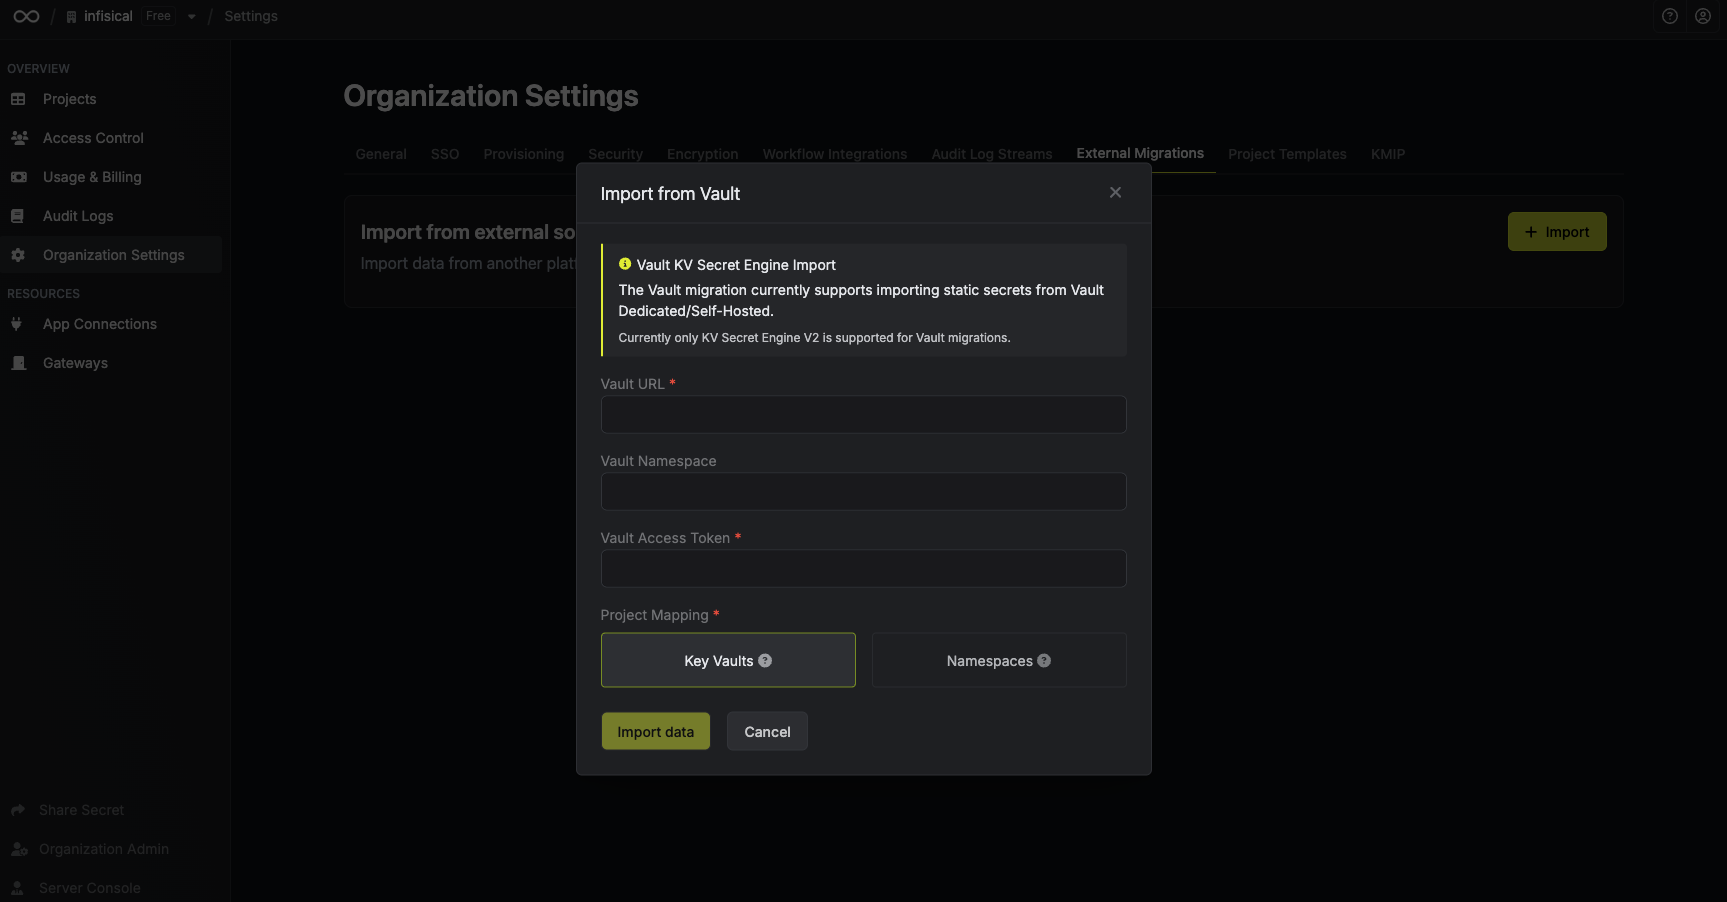 infisical Free / Settings
OVERVIEW
Projects
Access Control
Usage & Billing
Audit Logs
Organization Settings
RESOURCES
App Connections
Gateways
Share Secret
Organization Admin
Server Console
Organization Settings
General SSO Provisioning Security Encryption Workflow Integrations Audit Log Streams External Migrations Project Templates KMIP
Import from external so
Import data from another plat
+ Import
Import from Vault
Vault KV Secret Engine Import
The Vault migration currently supports importing static secrets from Vault
Dedicated/Self-Hosted.
Currently only KV Secret Engine V2 is supported for Vault migrations.
Vault URL *
Vault Namespace
Vault Access Token *
Project Mapping *
Key Vaults ?
Namespaces ?
Import data
Cancel